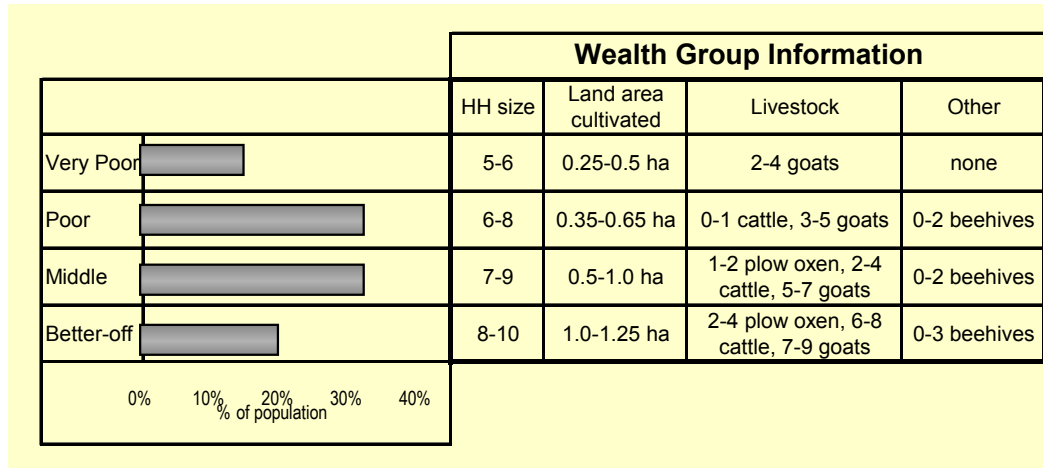 Wealth Group Information
HH size
Land area
cultivated
Livestock
Other
Very Poor
5-6
0.25-0.5 ha
2-4 goats
none
Poor
6-8
0.35-0.65 ha
0-1 cattle, 3-5 goats
0-2 beehives
Middle
7-9
0.5-1.0 ha
1-2 plow oxen, 2-4
cattle, 5-7 goats
0-2 beehives
Better-off
8-10
1.0-1.25 ha
2-4 plow oxen, 6-8
cattle, 7-9 goats
0-3 beehives
0% 10% 20% 30% 40%
% of population